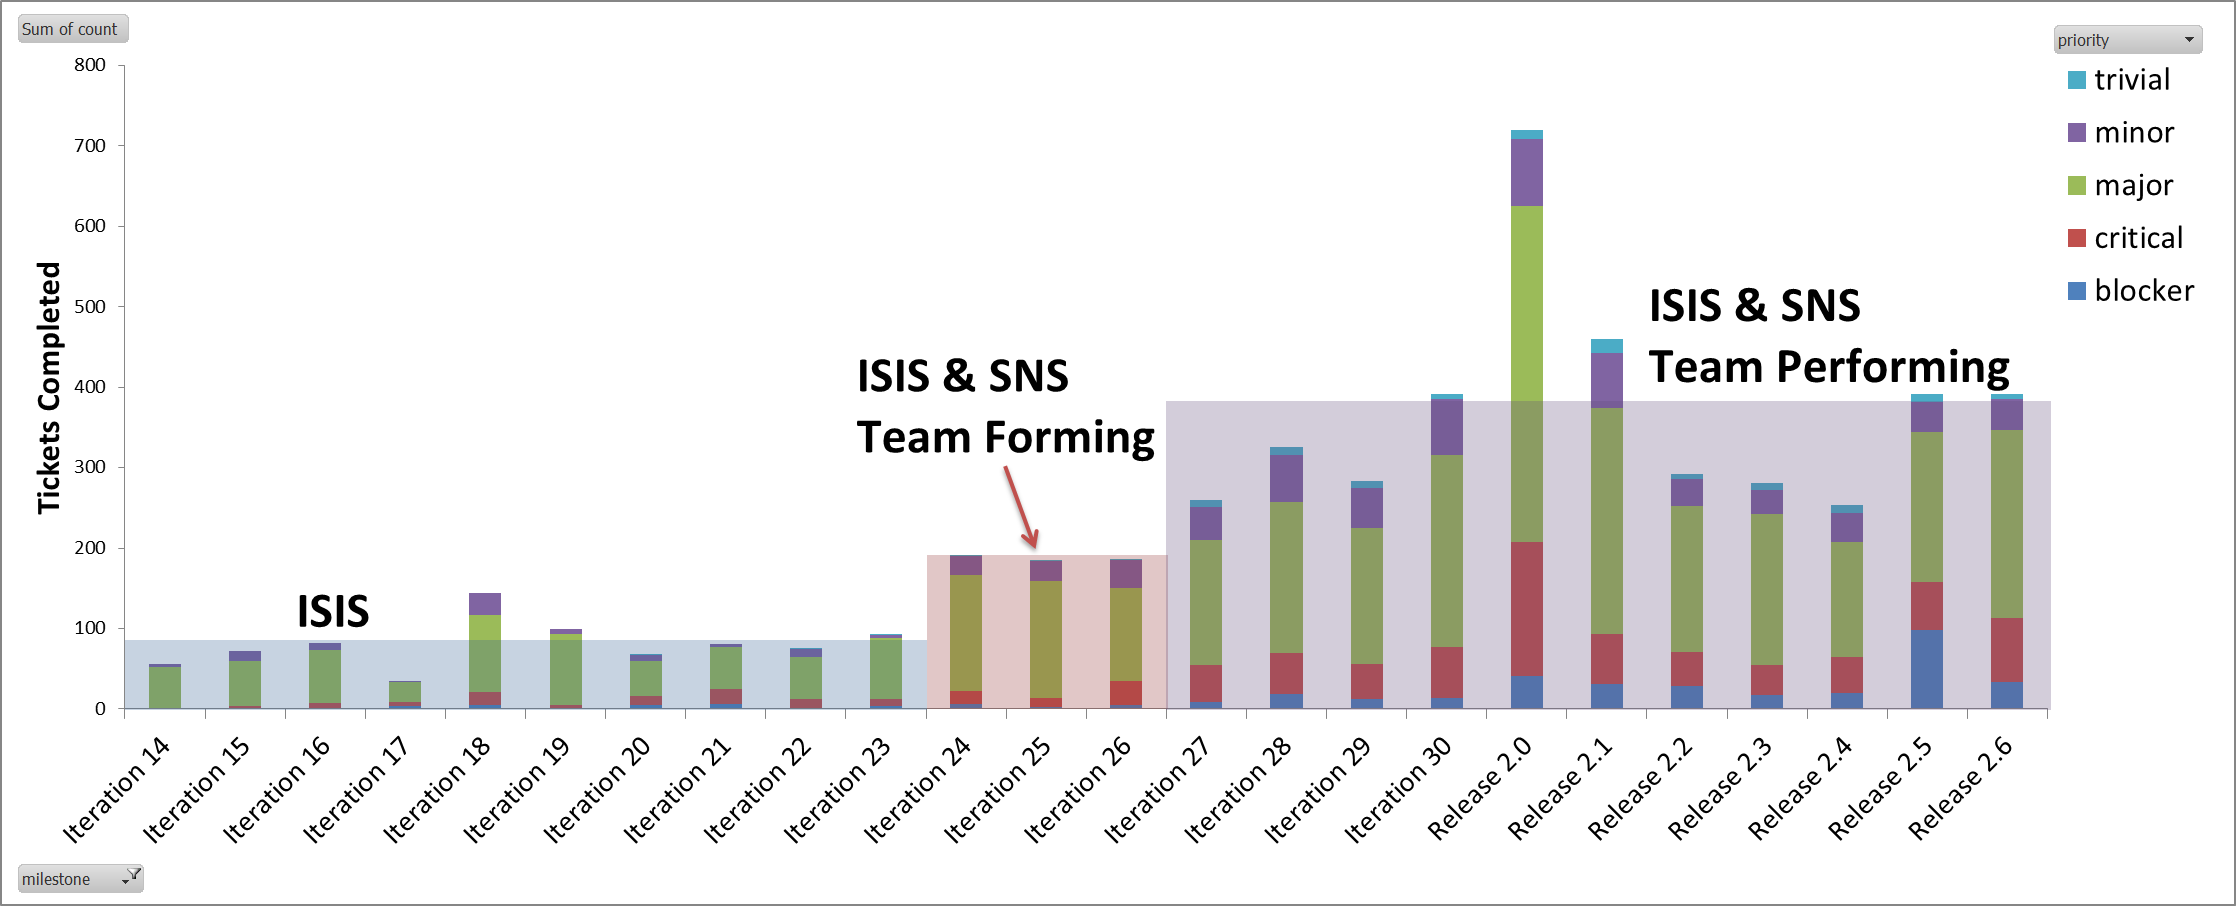 Sum of count
priority
trivial
minor
major
critical
blocker
Tickets Completed
800
700
600
500
400
300
200
100
0
ISIS
ISIS & SNS
Team Forming
ISIS & SNS
Team Performing
Iteration 14
Iteration 15
Iteration 16
Iteration 17
Iteration 18
Iteration 19
Iteration 20
Iteration 21
Iteration 22
Iteration 23
Iteration 24
Iteration 25
Iteration 26
Iteration 27
Iteration 28
Iteration 29
Iteration 30
Release 2.0
Release 2.1
Release 2.2
Release 2.3
Release 2.4
Release 2.5
Release 2.6
milestone